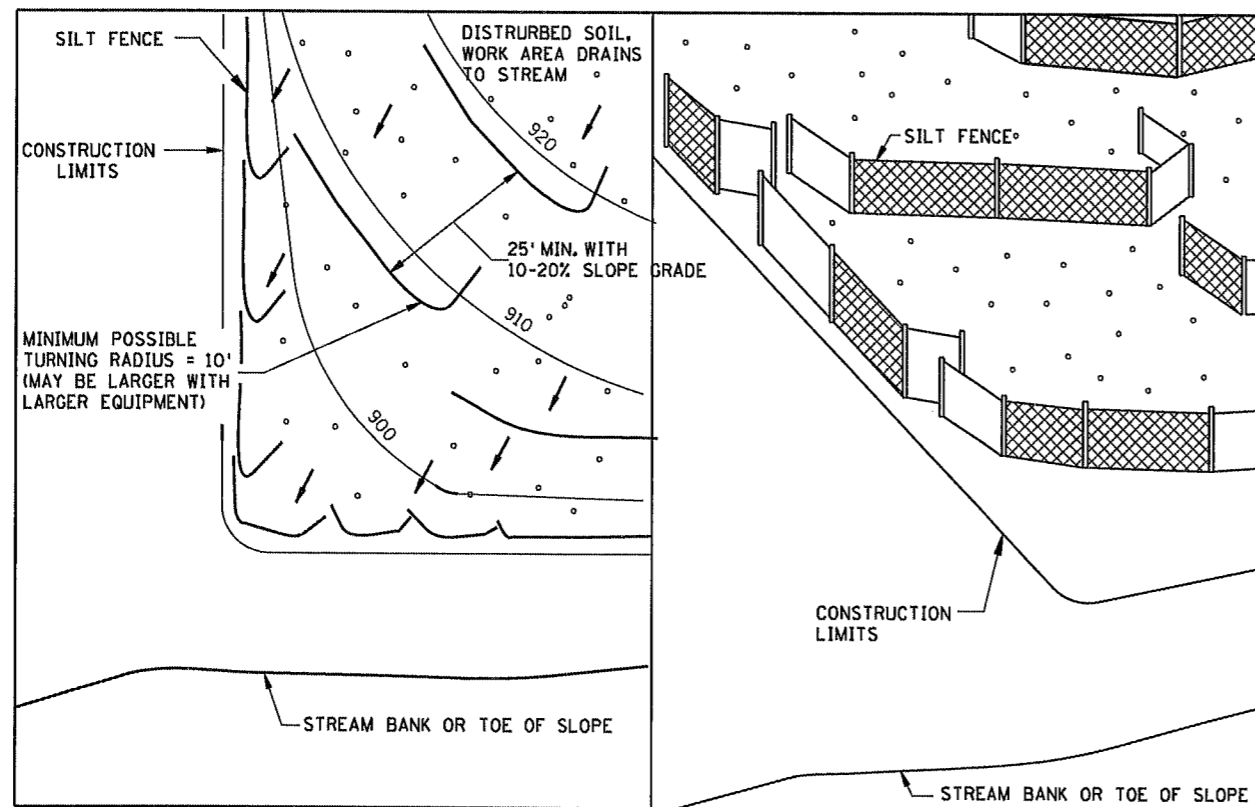 SILT FENCE
DISTRURBED SOIL,
WORK AREA DRAINS
TO STREAM
CONSTRUCTION
LIMITS
920
25' MIN. WITH
10-20% SLOPE GRADE
910
MINIMUM POSSIBLE
TURNING RADIUS = 10'
(MAY BE LARGER WITH
LARGER EQUIPMENT)
900
STREAM BANK OR TOE OF SLOPE
SILT FENCE
CONSTRUCTION
LIMITS
STREAM BANK OR TOE OF SLOPE